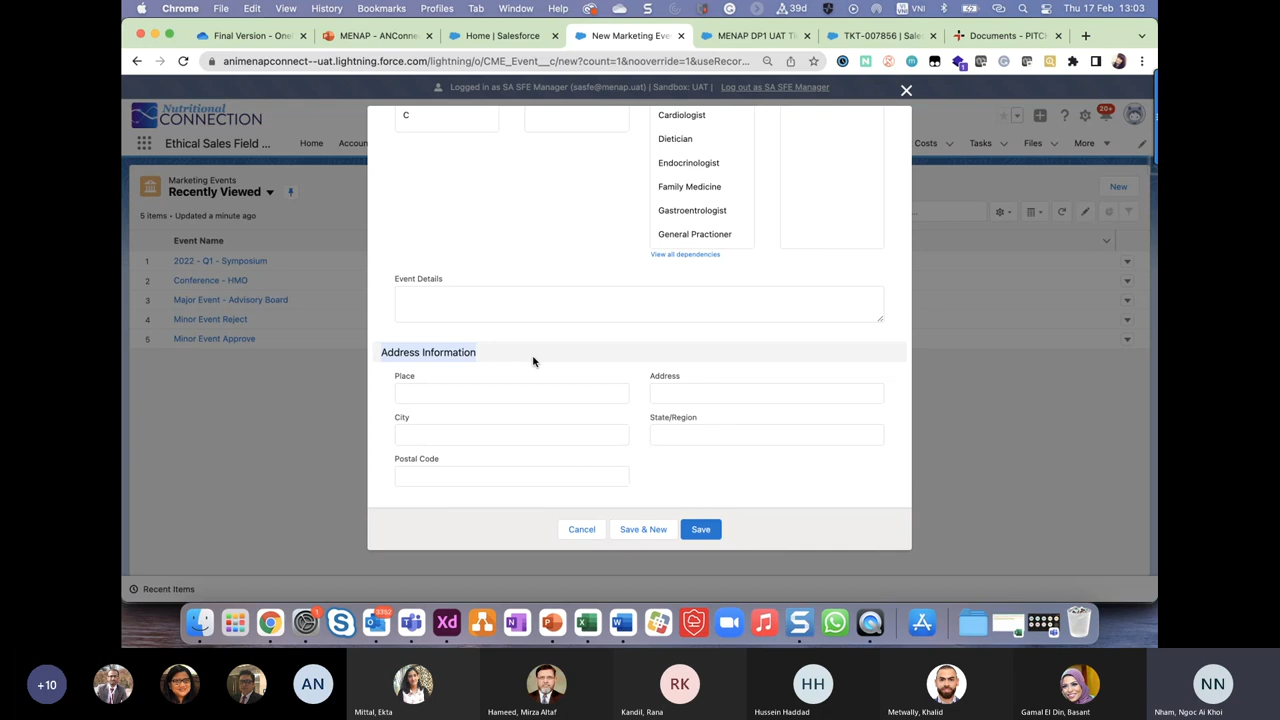 Chrome File Edit View History Bookmarks Profiles Tab Window Help
39d
VNI
VNI
Thu 17 Feb 13:03
Final Version - One
MENAP - ANConne
Home | Salesforce
New Marketing Eve
MENAP DP1 UAT Ti
TKT-007856 | Sales
Documents - PITCH
animenapconnect--uat.lightning.force.com/lightning/o/CME_Event__c/new?count=1&nooverride=1&useRecor...
Logged in as SA SFE Manager (sasfe@menap.uat) | Sandbox: UAT | Log out as SA SFE Manager
Nutritional
CONNECTION
20+
Ethical Sales Field ...
Home
Accoun
Costs
Tasks
Files
More
Marketing Events
Recently Viewed
New
5 items • Updated a minute ago
Event Name
1 2022 - Q1 - Symposium
2 Conference - HMO
3 Major Event - Advisory Board
4 Minor Event Reject
5 Minor Event Approve
C
Cardiologist
Dietician
Endocrinologist
Family Medicine
Gastroentrologist
General Practioner
View all dependencies
Event Details
Address Information
Place
Address
City
State/Region
Postal Code
Cancel
Save & New
Save
Recent Items
1
3352
Xd
+10
AN
RK
HH
NN
Mittal, Ekta
Hameed, Mirza Altaf
Kandil, Rana
Hussein Haddad
Metwally, Khalid
Gamal El Din, Basant
Nham, Ngoc Ai Khoi